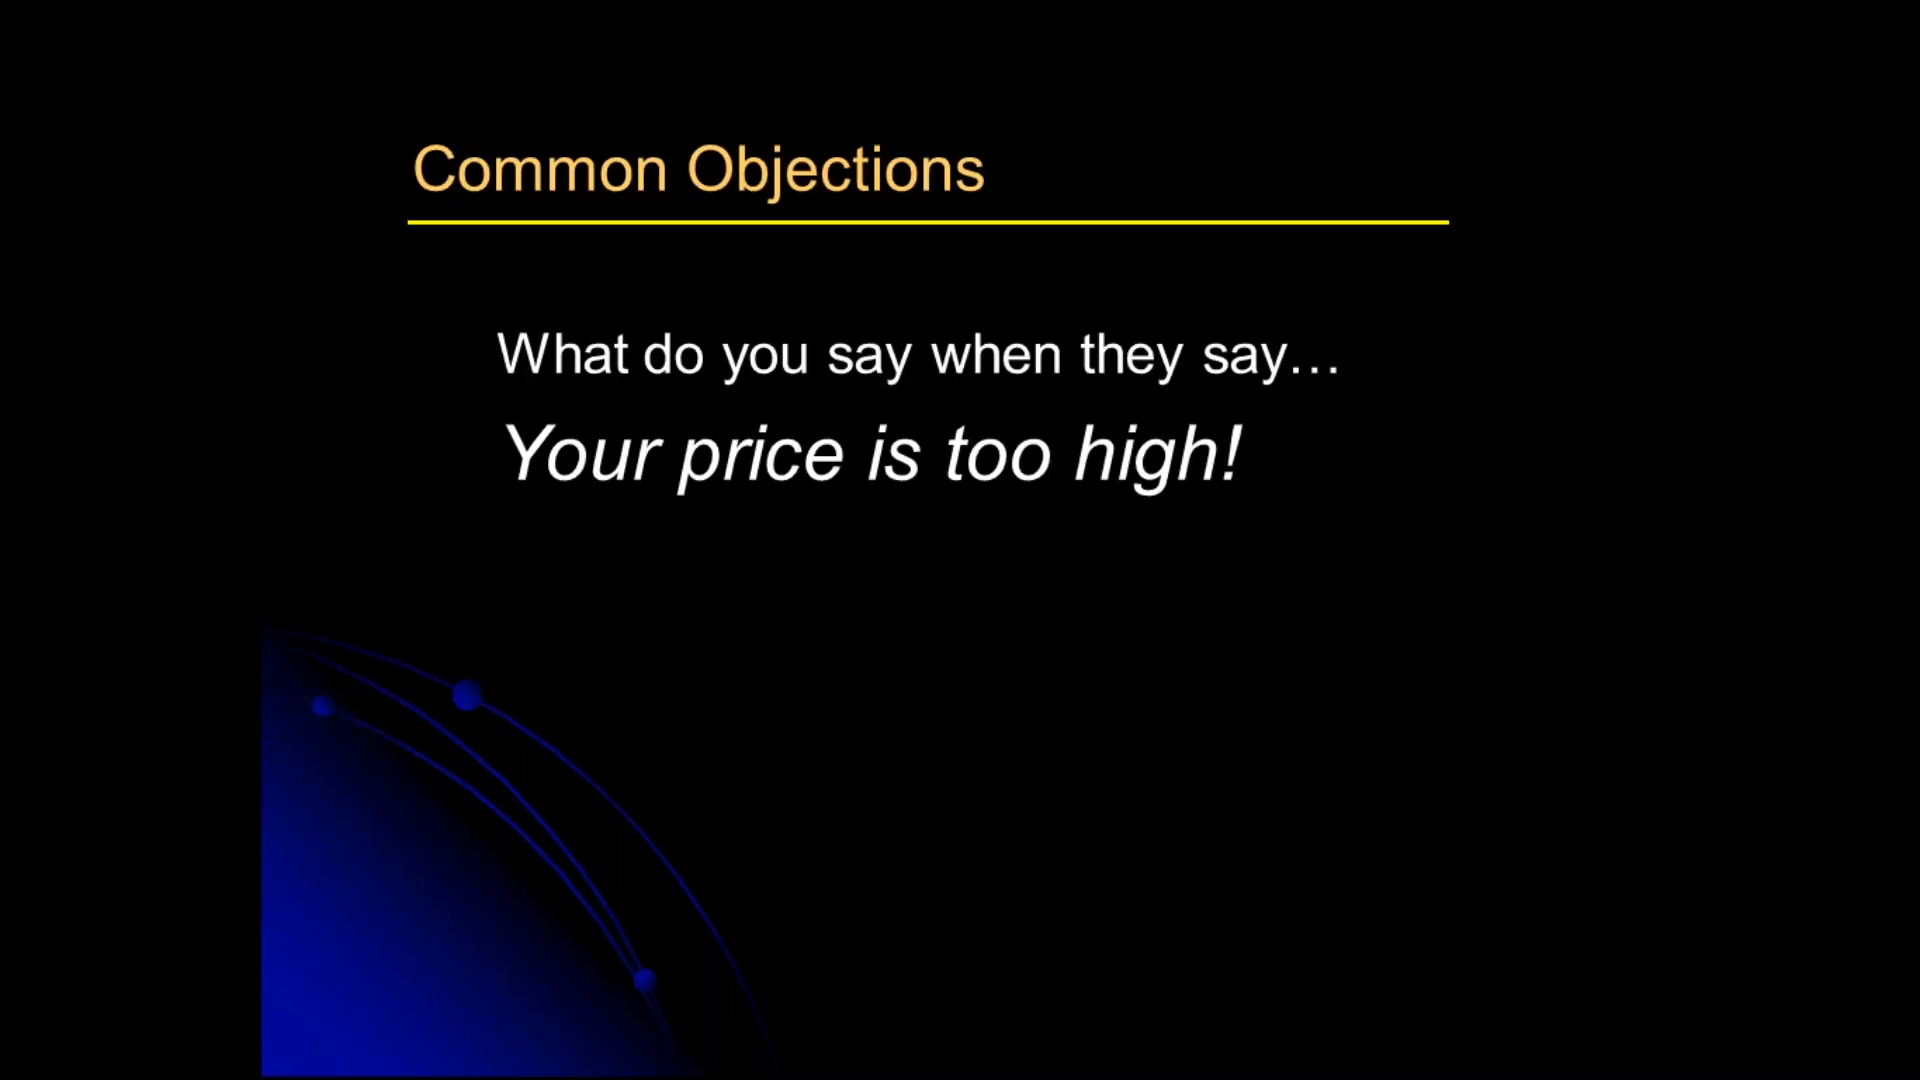 Common Objections
What do you say when they say…
Your price is too high!